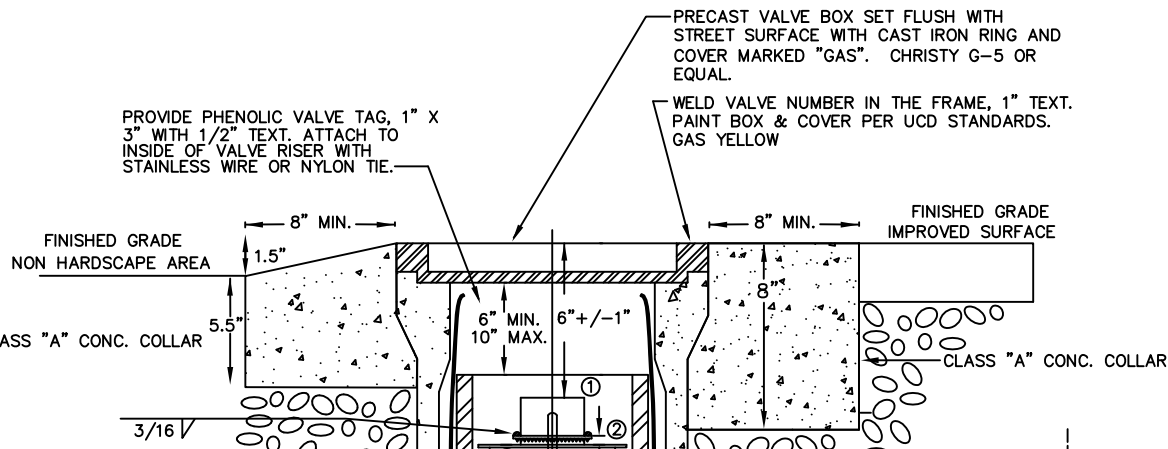 PRECAST VALVE BOX SET FLUSH WITH
STREET SURFACE WITH CAST IRON RING AND
COVER MARKED "GAS". CHRISTY G-5 OR
EQUAL.
WELD VALVE NUMBER IN THE FRAME, 1" TEXT.
PAINT BOX & COVER PER UCD STANDARDS.
GAS YELLOW
PROVIDE PHENOLIC VALVE TAG, 1" X
3" WITH 1/2" TEXT. ATTACH TO
INSIDE OF VALVE RISER WITH
STAINLESS WIRE OR NYLON TIE.
8" MIN.
8" MIN.
FINISHED GRADE
IMPROVED SURFACE
FINISHED GRADE
NON HARDSCAPE AREA
1.5"
5.5"
6" MIN.
10" MAX.
6"+/-1"
8"
ASS "A" CONC. COLLAR
CLASS "A" CONC. COLLAR
①
②
3/16